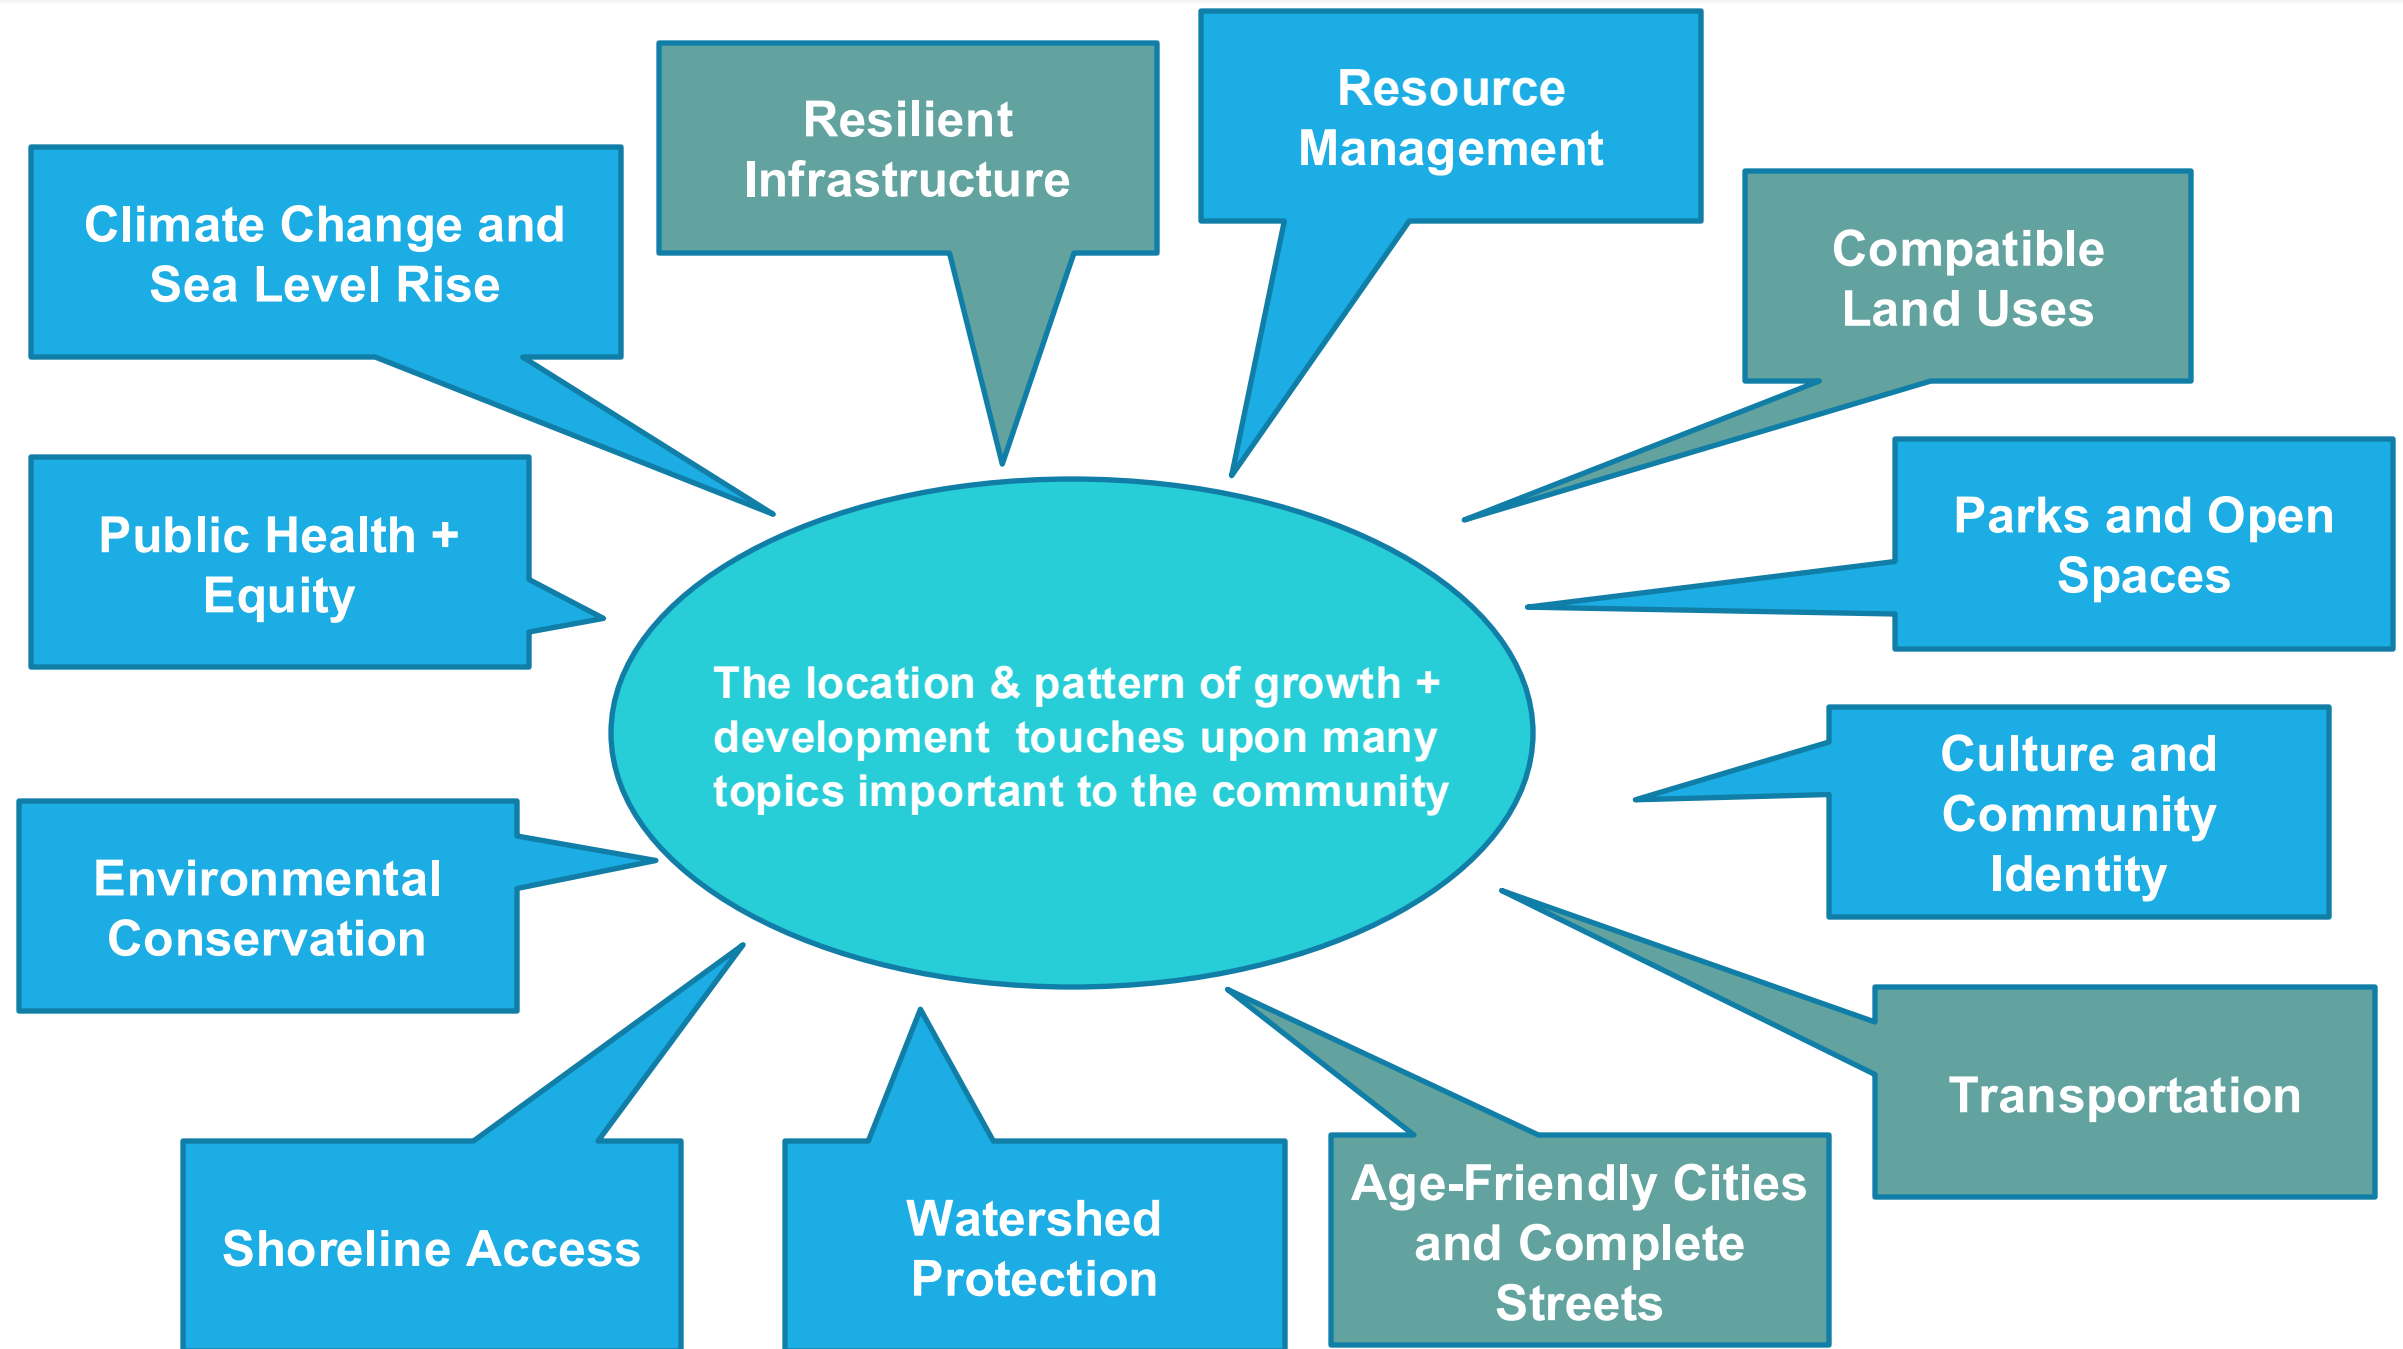 Resource
Management
Resilient
Infrastructure
Climate Change and
Sea Level Rise
Compatible
Land Uses
Public Health +
Equity
Parks and Open
Spaces
The location & pattern of growth +
development  touches upon many
topics important to the community
Culture and
Community
Identity
Environmental
Conservation
Transportation
Shoreline Access
Watershed
Protection
Age-Friendly Cities
and Complete
Streets